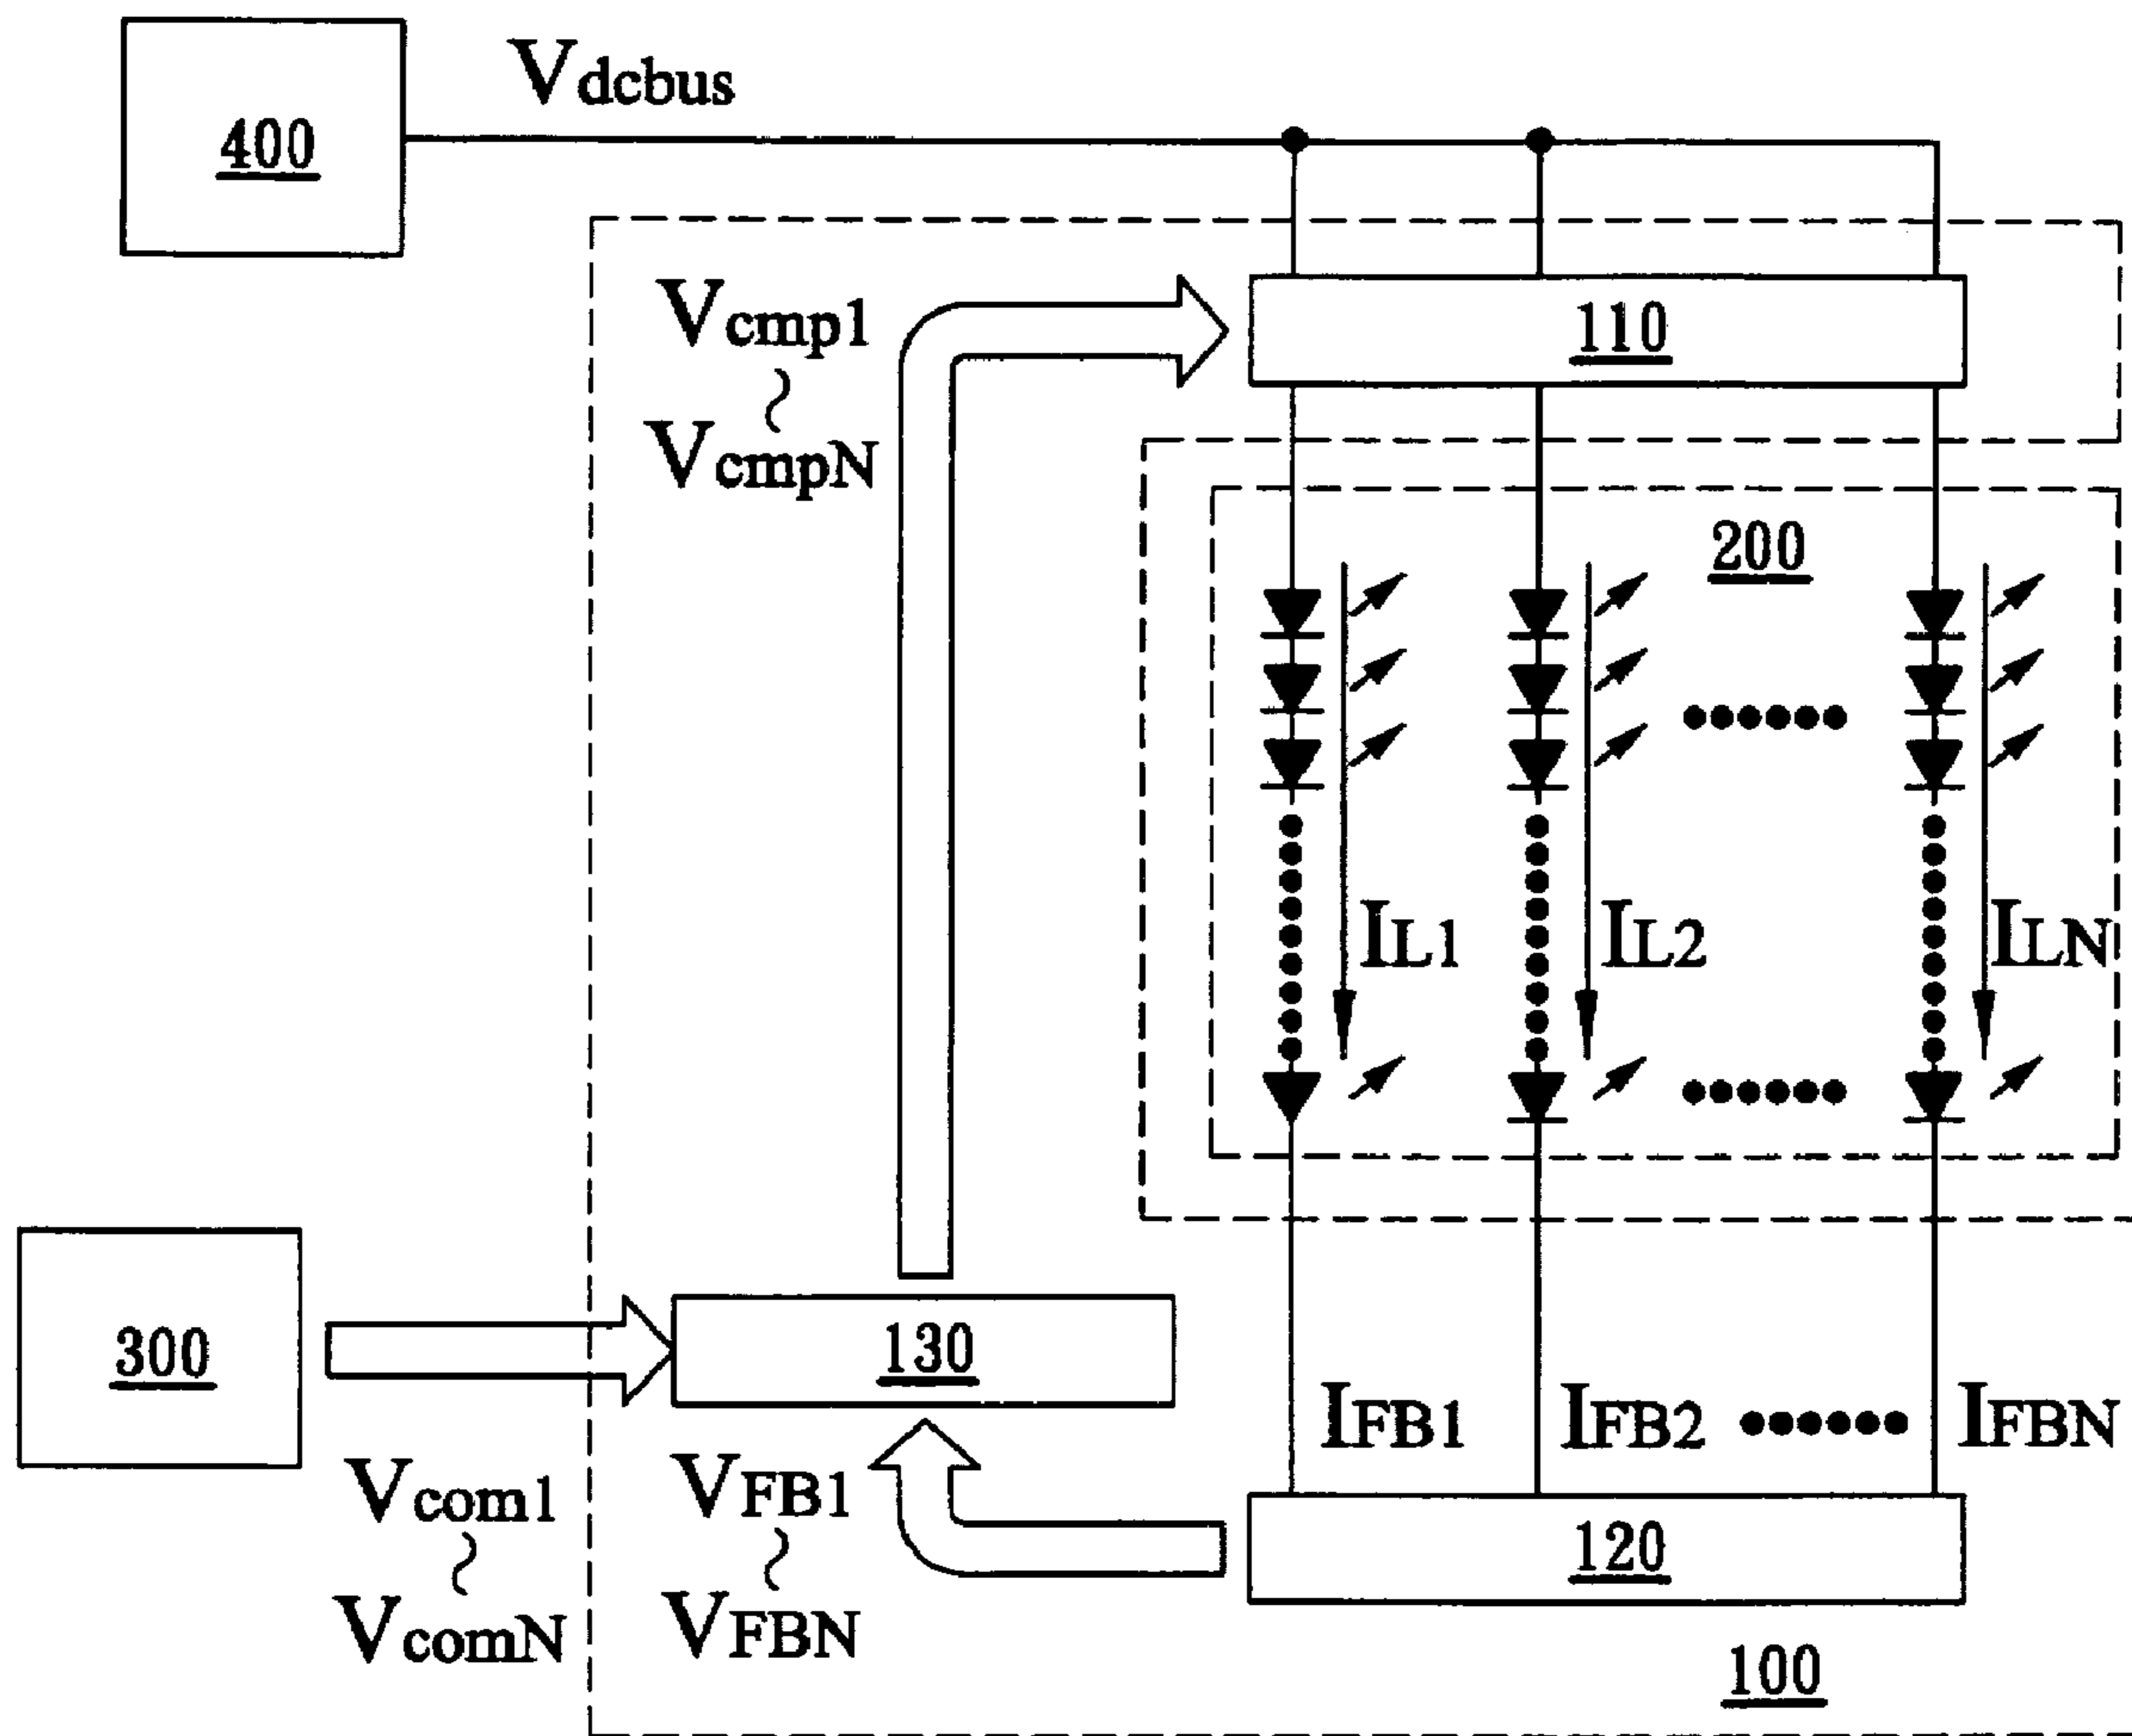 400
Vdcbus
Vcmp1
~
VcmpN
110
200
IL1
IL2
ILN
300
130
Vcom1
~
VcomN
VFB1
~
VFBN
IFB1
IFB2
IFBN
120
100